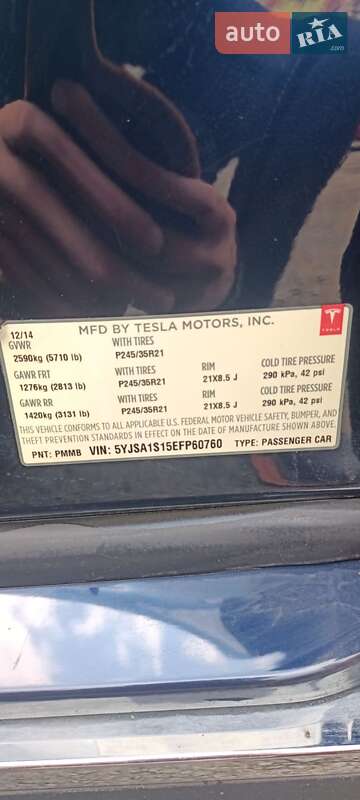 auto RIA.com
12/14 MFD BY TESLA MOTORS, INC.
GVWR WITH TIRES
2590kg (5710 lb) P245/35R21
GAWR FRT WITH TIRES RIM COLD TIRE PRESSURE
1276kg (2813 lb) P245/35R21 21X8.5 J 290 kPa, 42 psi
GAWR RR WITH TIRES RIM COLD TIRE PRESSURE
1420kg (3131 lb) P245/35R21 21X8.5 J 290 kPa, 42 psi
THIS VEHICLE CONFORMS TO ALL APPLICABLE U.S. FEDERAL MOTOR VEHICLE SAFETY, BUMPER, AND
THEFT PREVENTION STANDARDS IN EFFECT ON THE DATE OF MANUFACTURE SHOWN ABOVE.
PNT: PMMB VIN: 5YJSA1S15EFP60760 TYPE: PASSENGER CAR
TESLA